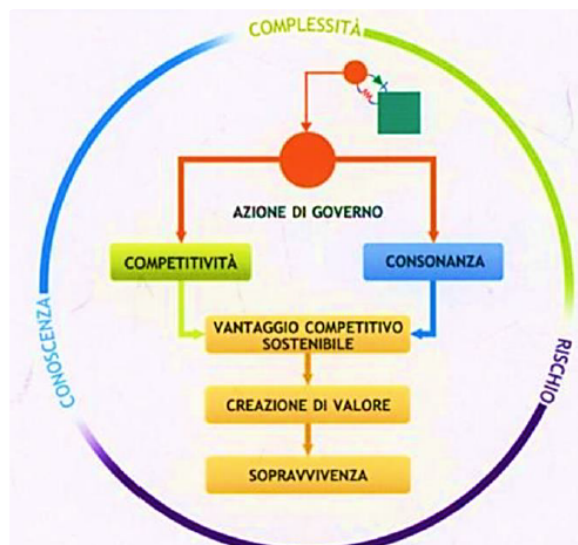 COMPLESSITÀ
AZIONE DI GOVERNO
COMPETITIVITÀ
CONSONANZA
CONOSCENZA
VANTAGGIO COMPETITIVO
SOSTENIBILE
RISCHIO
CREAZIONE DI VALORE
SOPRAVVIVENZA